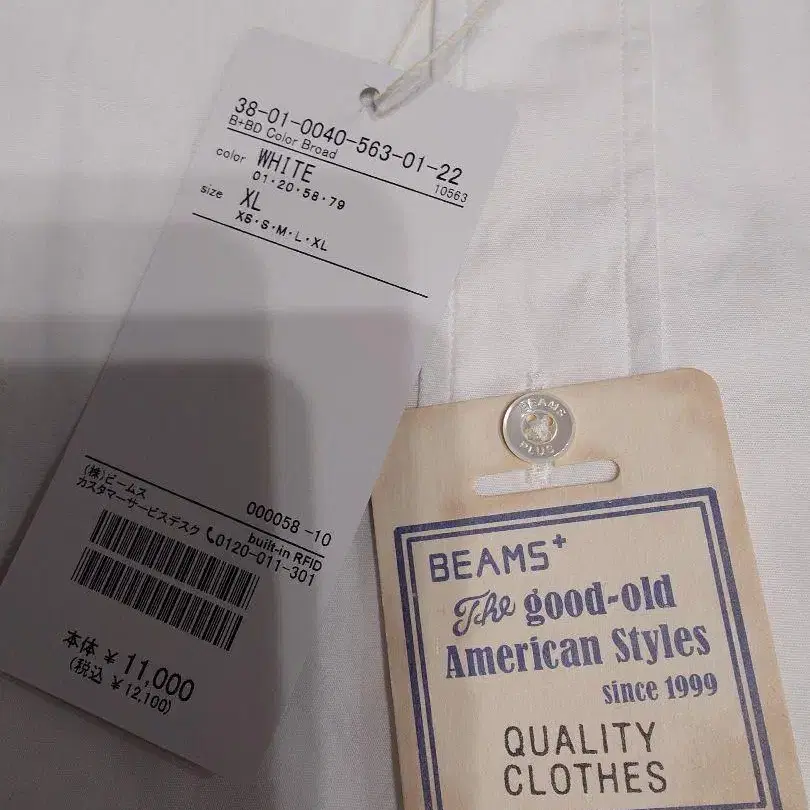 38-01-0040-563-01-22
B+BD Color Broad
10563
color WHITE
01・20・58・79
size XL
XS・S・M・L・XL
000058 -10
(株)ビームス
built-in RFID
カスタマーサービスデスク 0120-011-301
本体 ¥ 11,000
(税込 ¥12,100)
BEAMS
PLUS
BEAMS+
The good-old
American Styles
since 1999
QUALITY
CLOTHES